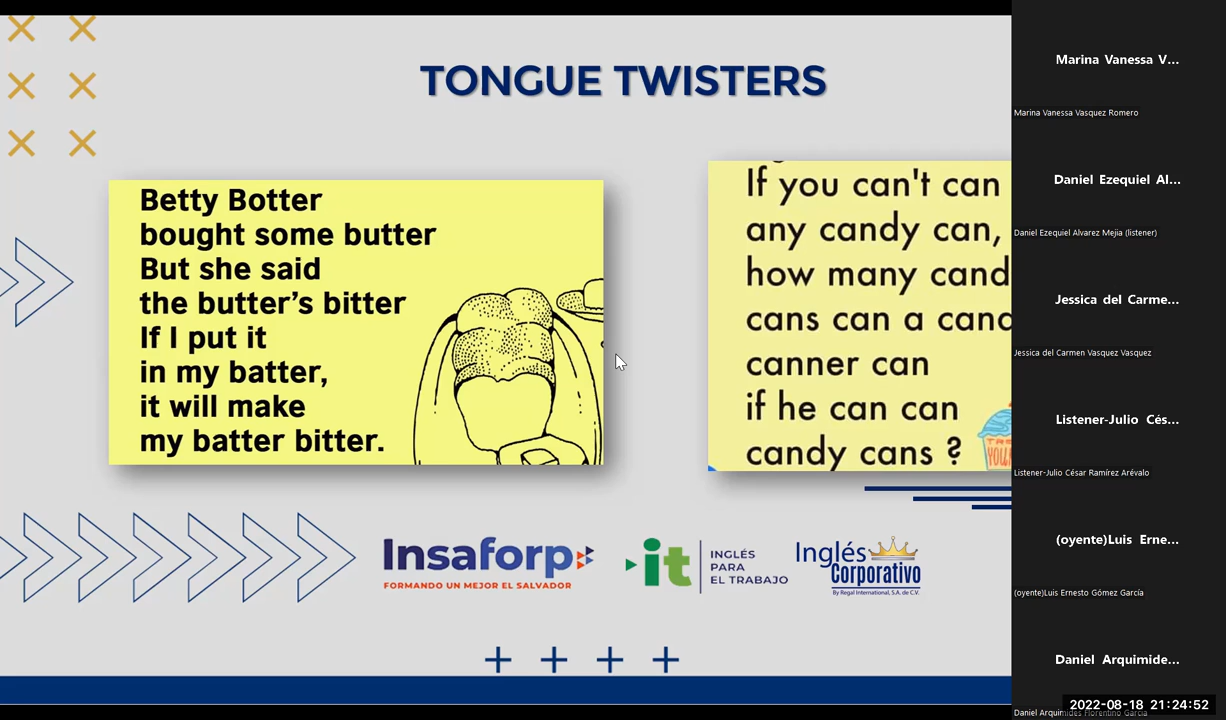 TONGUE TWISTERS
Betty Botter
bought some butter
But she said
the butter's bitter
If I put it
in my batter,
it will make
my batter bitter.
If you can't can
any candy can,
how many cand
cans can a cand
canner can
if he can can
candy cans ?
Insaforp
FORMANDO UN MEJOR EL SALVADOR
it
INGLÉS
PARA
EL TRABAJO
Inglés
Corporativo
By Regal International, S.A. de C.V.
Marina Vanessa V...
Marina Vanessa Vasquez Romero
Daniel Ezequiel Al...
Daniel Ezequiel Alvarez Mejia (listener)
Jessica del Carme...
Jessica del Carmen Vasquez Vasquez
Listener-Julio Cés...
Listener-Julio César Ramírez Arévalo
(oyente)Luis Erne...
(oyente)Luis Ernesto Gómez García
Daniel Arquimide...
2022-08-18 21:24:52
Daniel Arquimides Florentino García